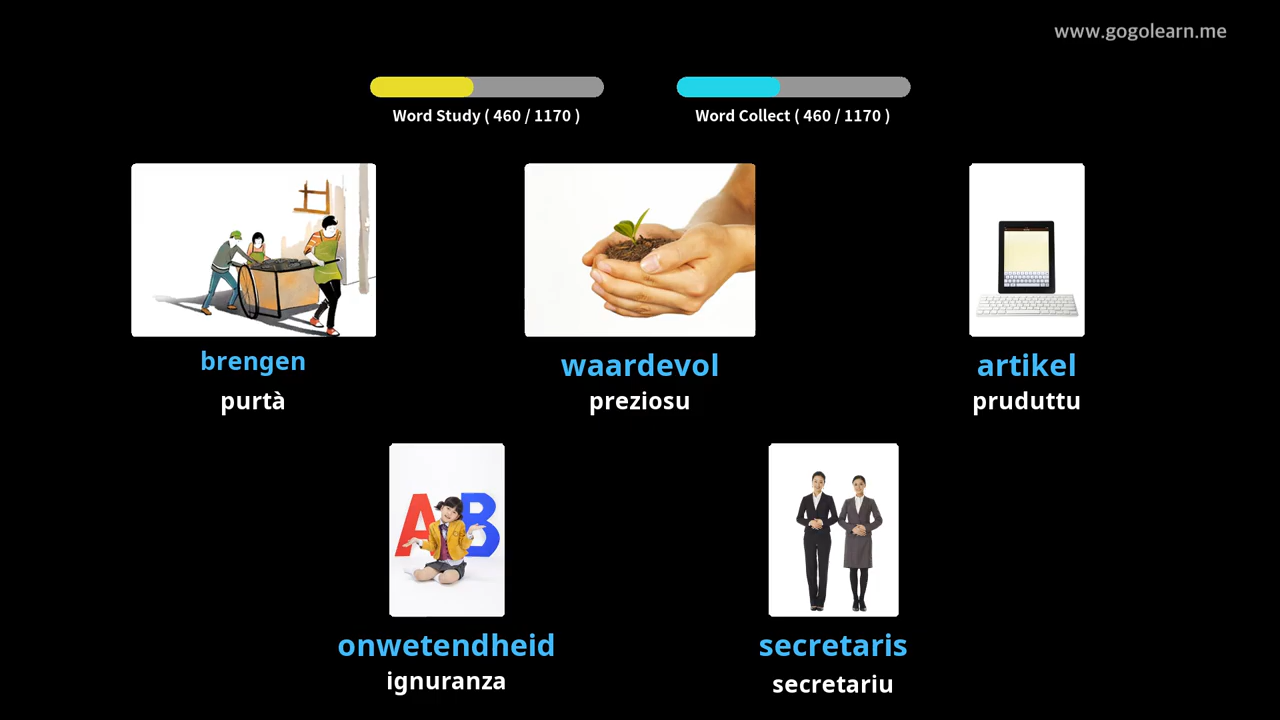 www.gogolearn.me
Word Study ( 460 / 1170 )
Word Collect ( 460 / 1170 )
brengen
purtà
waardevol
preziosu
artikel
pruduttu
AB
onwetendheid
ignuranza
secretaris
secretariu